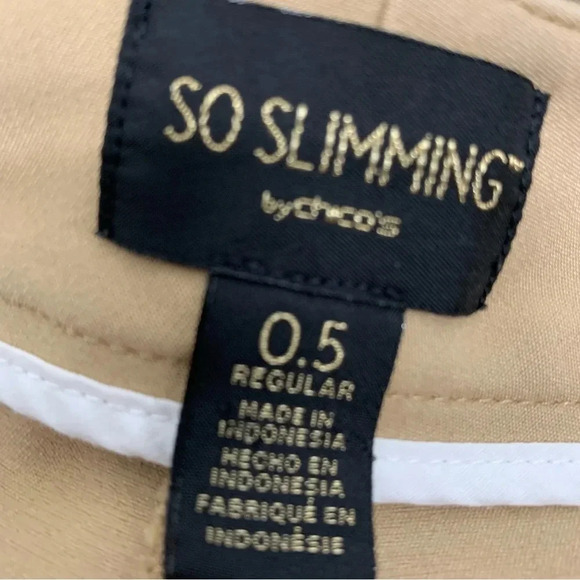 SO SLIMMING™
by chico's
0.5
REGULAR
MADE IN
INDONESIA
HECHO EN
INDONESIA
FABRIQUÉ EN
INDONÉSIE